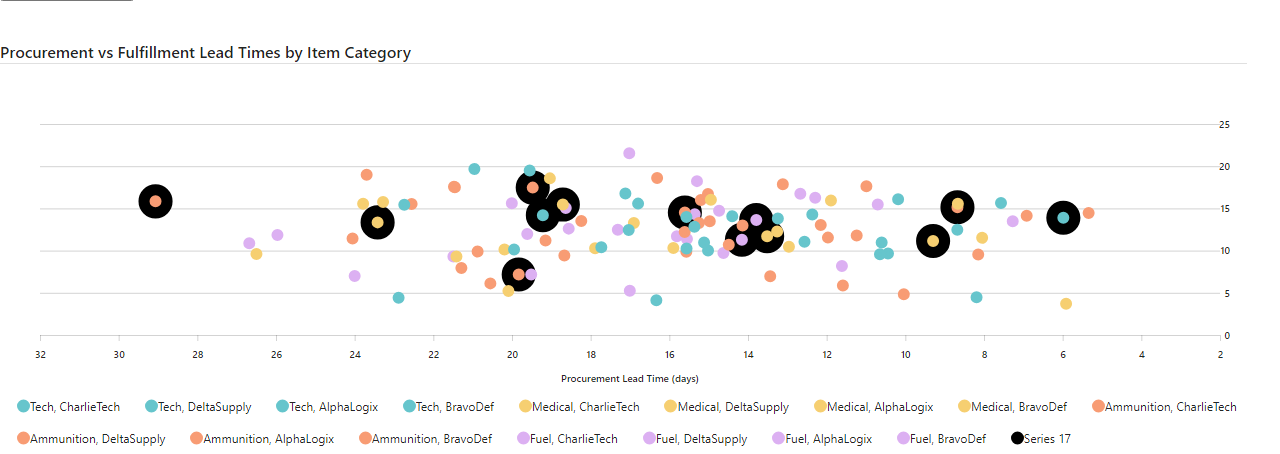 Procurement vs Fulfillment Lead Times by Item Category
25
20
15
10
5
0
32 30 28 26 24 22 20 18 16 14 12 10 8 6 4 2
Procurement Lead Time (days)
Tech, CharlieTech Tech, DeltaSupply Tech, AlphaLogix Tech, BravoDef Medical, CharlieTech Medical, DeltaSupply Medical, AlphaLogix Medical, BravoDef Ammunition, CharlieTech
Ammunition, DeltaSupply Ammunition, AlphaLogix Ammunition, BravoDef Fuel, CharlieTech Fuel, DeltaSupply Fuel, AlphaLogix Fuel, BravoDef Series 17